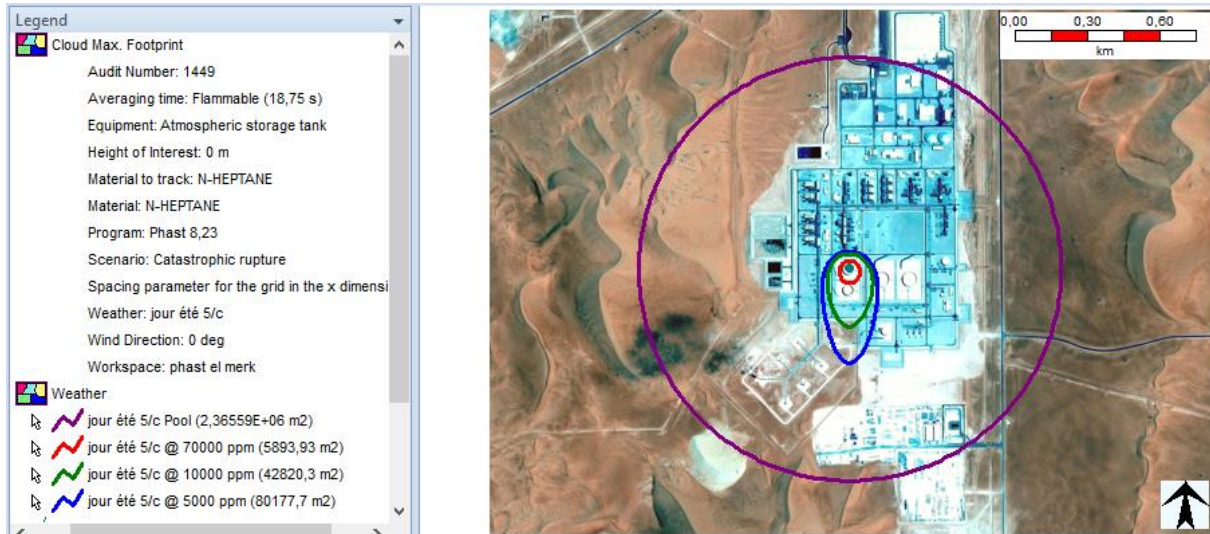 Legend
Cloud Max. Footprint
Audit Number: 1449
Averaging time: Flammable (18,75 s)
Equipment: Atmospheric storage tank
Height of Interest: 0 m
Material to track: N-HEPTANE
Material: N-HEPTANE
Program: Phast 8,23
Scenario: Catastrophic rupture
Spacing parameter for the grid in the x dimensi
Weather: jour été 5/c
Wind Direction: 0 deg
Workspace: phast el merk
Weather
jour été 5/c Pool (2,36559E+06 m2)
jour été 5/c @ 70000 ppm (5893,93 m2)
jour été 5/c @ 10000 ppm (42820,3 m2)
jour été 5/c @ 5000 ppm (80177,7 m2)
0,00 0,30 0,60
km